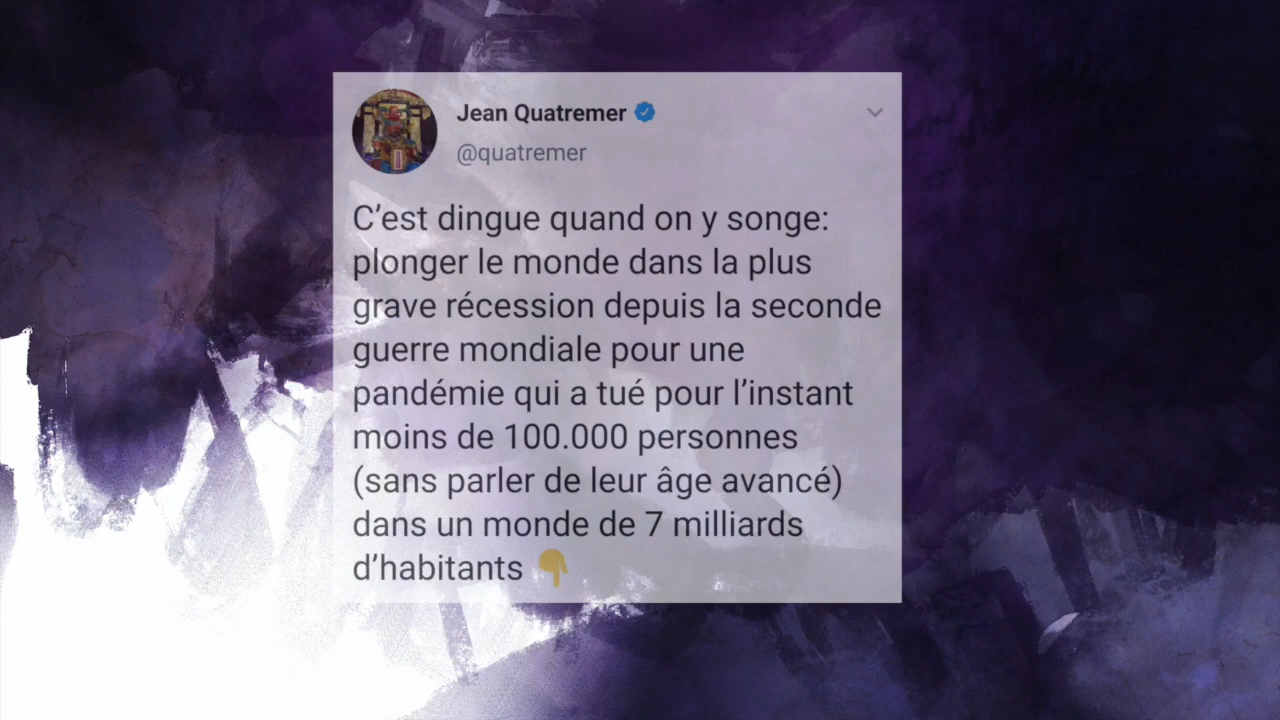 Jean Quatremer
@quatremer
C’est dingue quand on y songe:
plonger le monde dans la plus
grave récession depuis la seconde
guerre mondiale pour une
pandémie qui a tué pour l’instant
moins de 100.000 personnes
(sans parler de leur âge avancé)
dans un monde de 7 milliards
d’habitants 👇